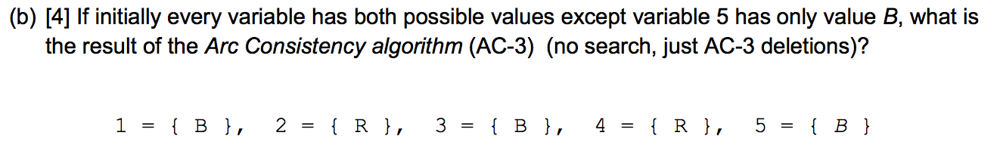 (b) [4] If initially every variable has both possible values except variable 5 has only value B, what is
the result of the Arc Consistency algorithm (AC-3) (no search, just AC-3 deletions)?
1 = { B }, 2 = { R }, 3 = { B }, 4 = { R }, 5 = { B }